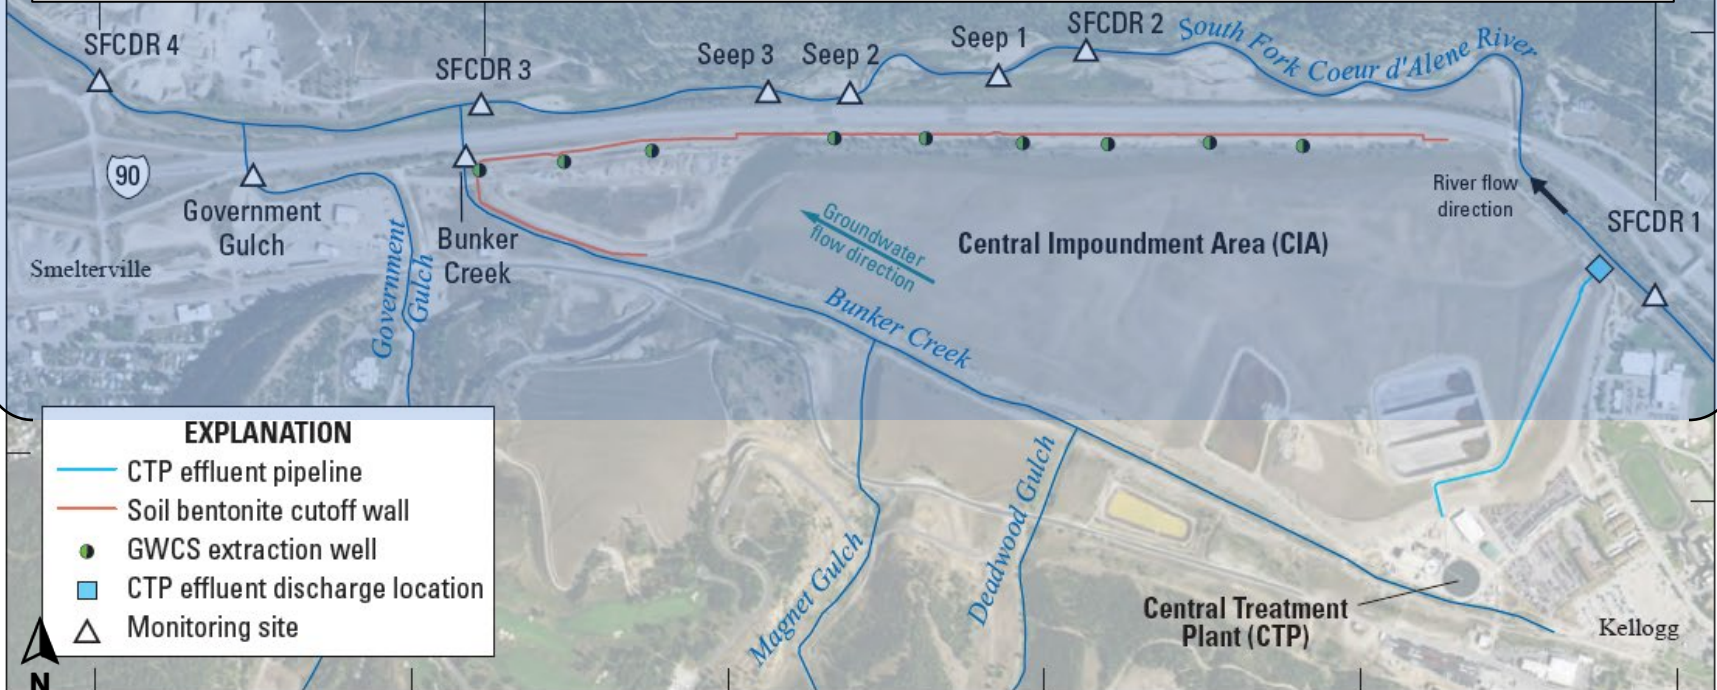 SFCDR 4
SFCDR 3
Seep 3
Seep 2
Seep 1
SFCDR 2
South Fork Coeur d'Alene River
90
Government
Gulch
Smelterville
Government
Gulch
Bunker
Creek
Groundwater
flow direction
Central Impoundment Area (CIA)
River flow
direction
SFCDR 1
Bunker Creek
EXPLANATION
CTP effluent pipeline
Soil bentonite cutoff wall
GWCS extraction well
CTP effluent discharge location
Monitoring site
N
Magnet Gulch
Deadwood Gulch
Central Treatment
Plant (CTP)
Kellogg